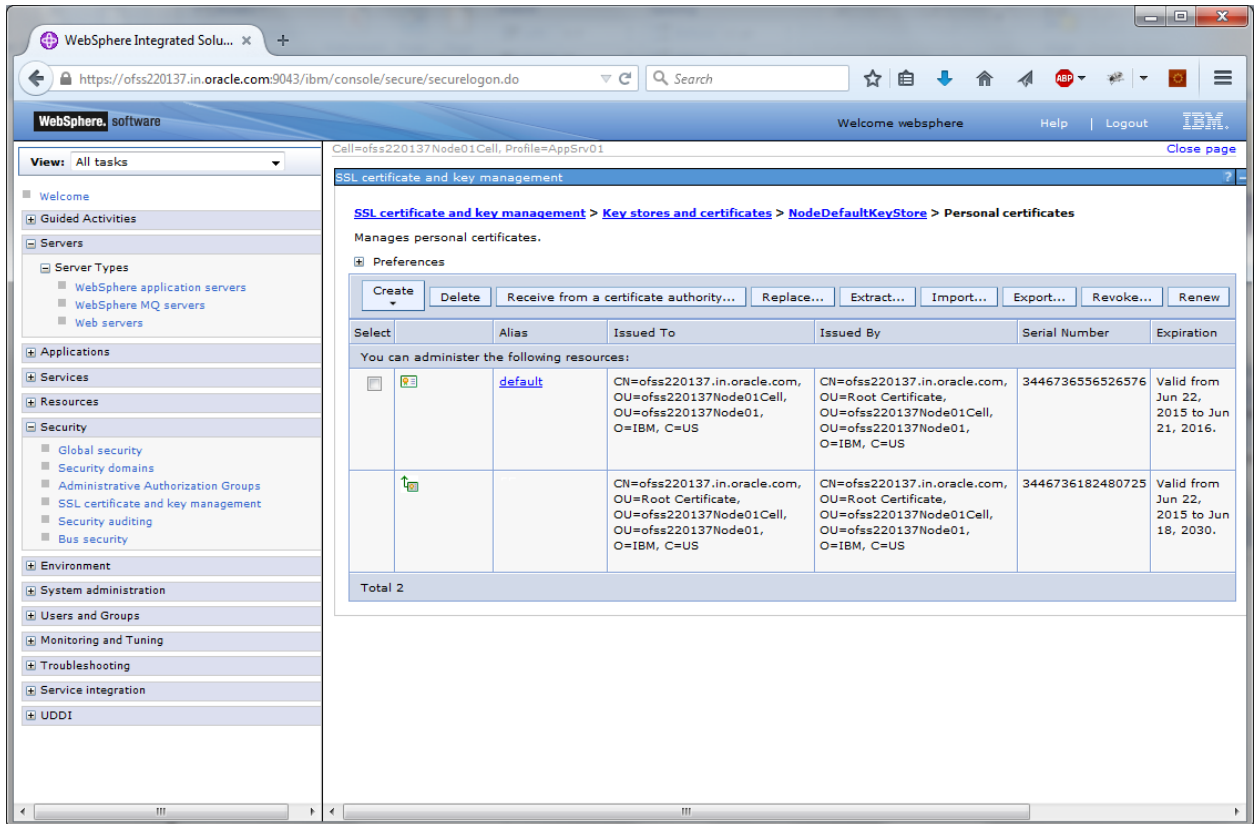 WebSphere Integrated Solu...
https://ofss220137.in.oracle.com:9043/ibm/console/secure/securelogon.do
Search
ABP
WebSphere. software
Welcome websphere
Help | Logout
IBM.
Cell=ofss220137Node01Cell, Profile=AppSrv01
Close page
View: All tasks
Welcome
Guided Activities
Servers
Server Types
WebSphere application servers
WebSphere MQ servers
Web servers
Applications
Services
Resources
Security
Global security
Security domains
Administrative Authorization Groups
SSL certificate and key management
Security auditing
Bus security
Environment
System administration
Users and Groups
Monitoring and Tuning
Troubleshooting
Service integration
UDDI
SSL certificate and key management
?
SSL certificate and key management > Key stores and certificates > NodeDefaultKeyStore > Personal certificates
Manages personal certificates.
Preferences
Create
Delete
Receive from a certificate authority...
Replace...
Extract...
Import...
Export...
Revoke...
Renew
Select
Alias
Issued To
Issued By
Serial Number
Expiration
You can administer the following resources:
default
CN=ofss220137.in.oracle.com,
OU=ofss220137Node01Cell,
OU=ofss220137Node01,
O=IBM, C=US
CN=ofss220137.in.oracle.com,
OU=Root Certificate,
OU=ofss220137Node01Cell,
OU=ofss220137Node01,
O=IBM, C=US
3446736556526576
Valid from
Jun 22,
2015 to Jun
21, 2016.
CN=ofss220137.in.oracle.com,
OU=Root Certificate,
OU=ofss220137Node01Cell,
OU=ofss220137Node01,
O=IBM, C=US
CN=ofss220137.in.oracle.com,
OU=Root Certificate,
OU=ofss220137Node01Cell,
OU=ofss220137Node01,
O=IBM, C=US
3446736182480725
Valid from
Jun 22,
2015 to Jun
18, 2030.
Total 2